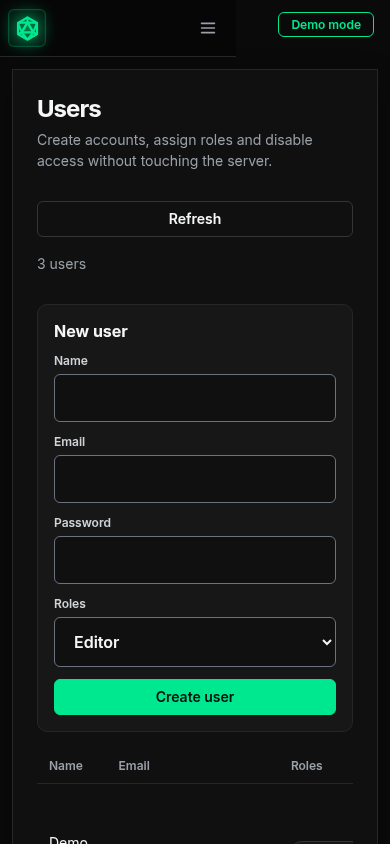 Demo mode
Users
Create accounts, assign roles and disable
access without touching the server.
Refresh
3 users
New user
Name
Email
Password
Roles
Editor
Create user
Name Email Roles
Demo